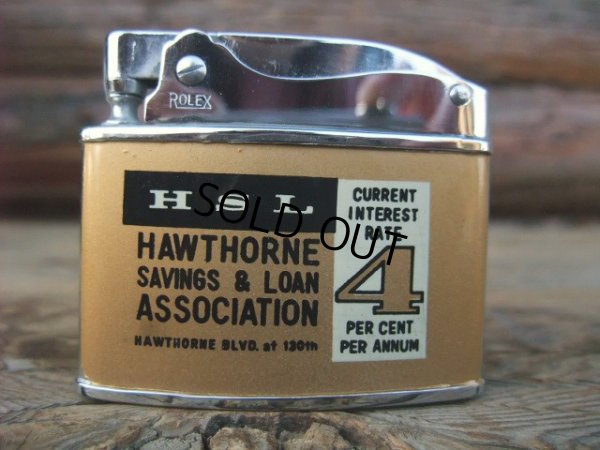 ROLEX
HSL
SOLD OUT
HAWTHORNE
SAVINGS & LOAN
ASSOCIATION
HAWTHORNE BLVD. at 130th
CURRENT
INTEREST
RATE
4
PER CENT
PER ANNUM